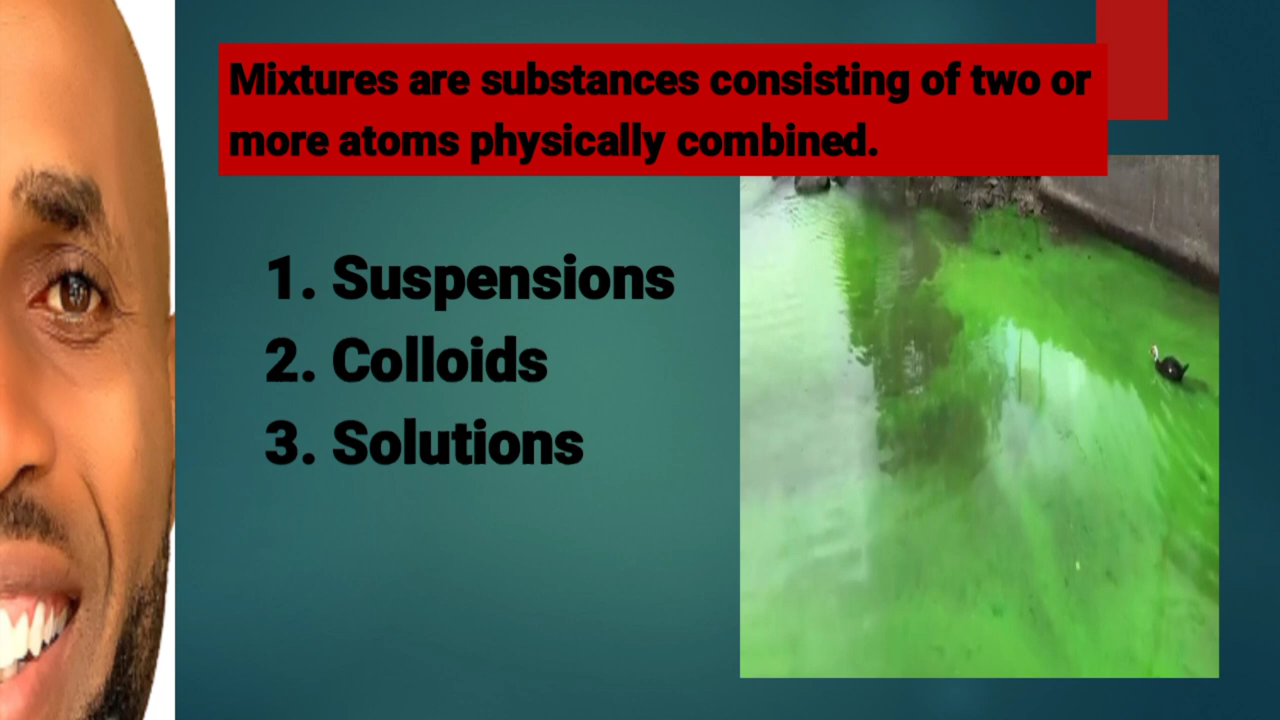 Mixtures are substances consisting of two or
more atoms physically combined.
1. Suspensions
2. Colloids
3. Solutions